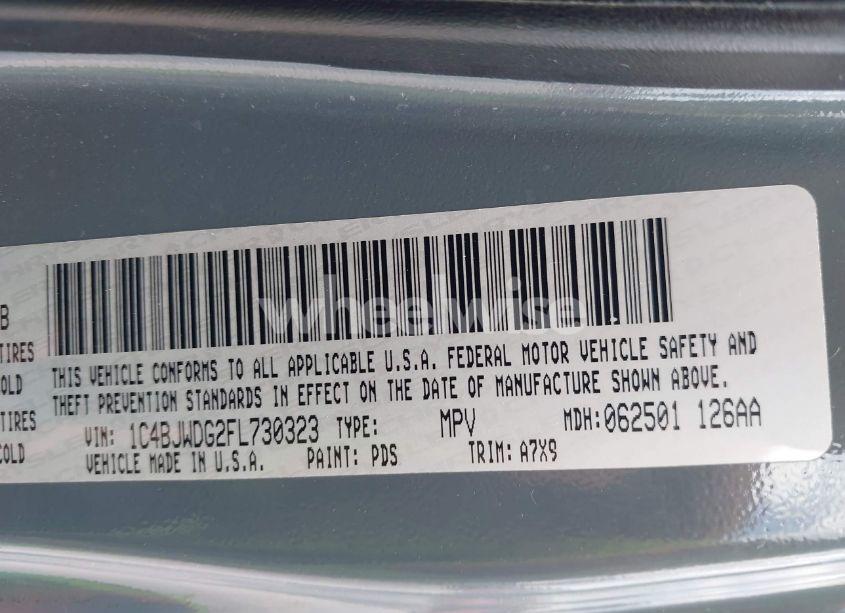 wheelwise
B
TIRES
COLD
TIRES
COLD
THIS VEHICLE CONFORMS TO ALL APPLICABLE U.S.A. FEDERAL MOTOR VEHICLE SAFETY AND
THEFT PREVENTION STANDARDS IN EFFECT ON THE DATE OF MANUFACTURE SHOWN ABOVE.
VIN: 1C4BJWDG2FL730323 TYPE: MPV MDH:062501 126AA
VEHICLE MADE IN U.S.A. PAINT: PDS TRIM: A7X9